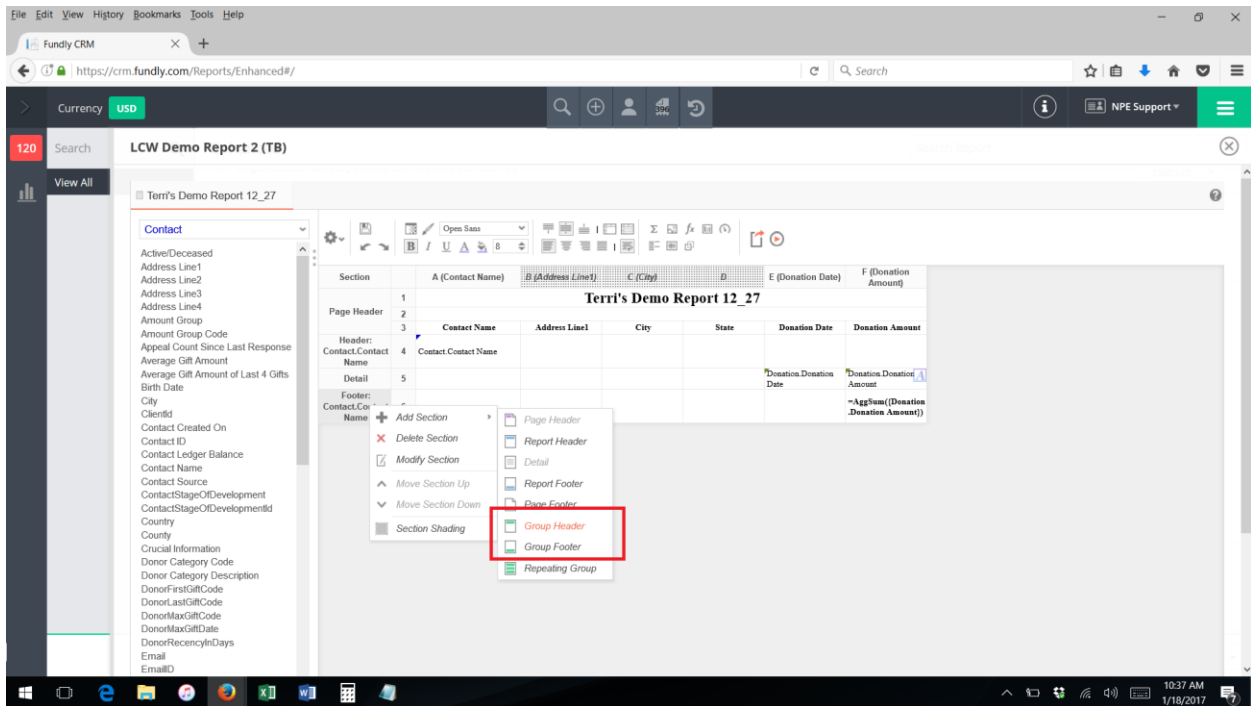 File Edit View History Bookmarks Tools Help
Fundly CRM
https://crm.fundly.com/Reports/Enhanced#/
Search
Currency USD
396
NPE Support
120
Search
LCW Demo Report 2 (TB)
View All
Terri's Demo Report 12_27
Contact
Open Sans
B I U A 8
Active/Deceased
Address Line1
Address Line2
Address Line3
Address Line4
Amount Group
Amount Group Code
Appeal Count Since Last Response
Average Gift Amount
Average Gift Amount of Last 4 Gifts
Birth Date
City
ClientId
Contact Created On
Contact ID
Contact Ledger Balance
Contact Name
Contact Source
ContactStageOfDevelopment
ContactStageOfDevelopmentId
Country
County
Crucial Information
Donor Category Code
Donor Category Description
DonorFirstGiftCode
DonorLastGiftCode
DonorMaxGiftCode
DonorMaxGiftDate
DonorRecencyInDays
Email
EmailID
Section A (Contact Name) B (Address Line1) C (City) D E (Donation Date) F (Donation Amount)
1 Terri's Demo Report 12_27
Page Header 2
3 Contact Name Address Line1 City State Donation Date Donation Amount
Header: Contact.Contact Name 4 Contact.Contact Name
Detail 5 Donation.Donation Date Donation.Donation Amount A
Footer:
Name
=AggSum({Donation
.Donation Amount})
Add Section
Delete Section
Modify Section
Move Section Up
Move Section Down
Section Shading
Page Header
Report Header
Detail
Report Footer
Page Footer
Group Header
Group Footer
Repeating Group
10:37 AM
1/18/2017